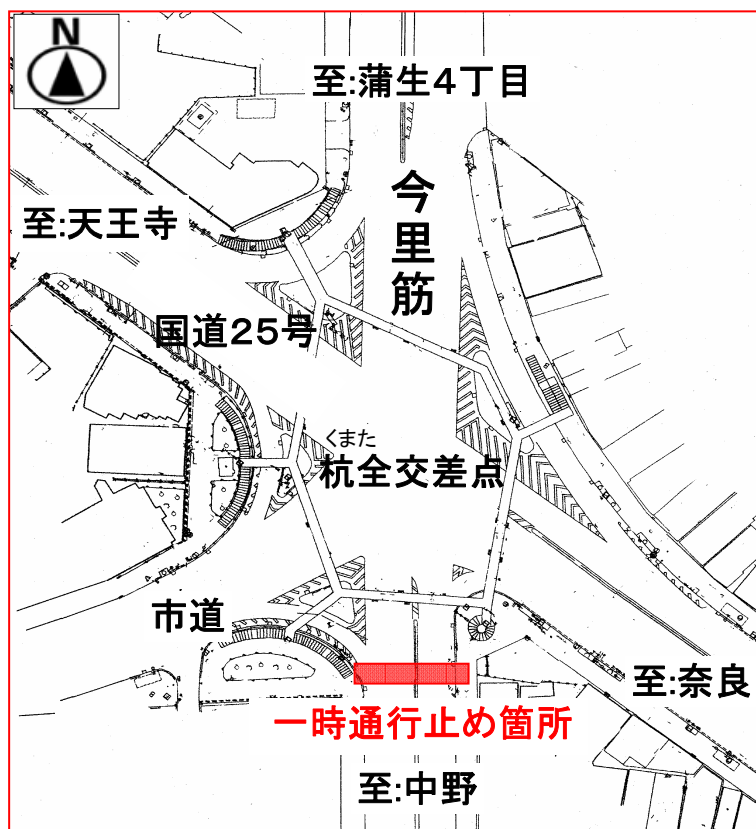 N
至:蒲生4丁目
今里筋
至:天王寺
国道25号
くまた
杭全交差点
市道
至:奈良
一時通行止め箇所
至:中野